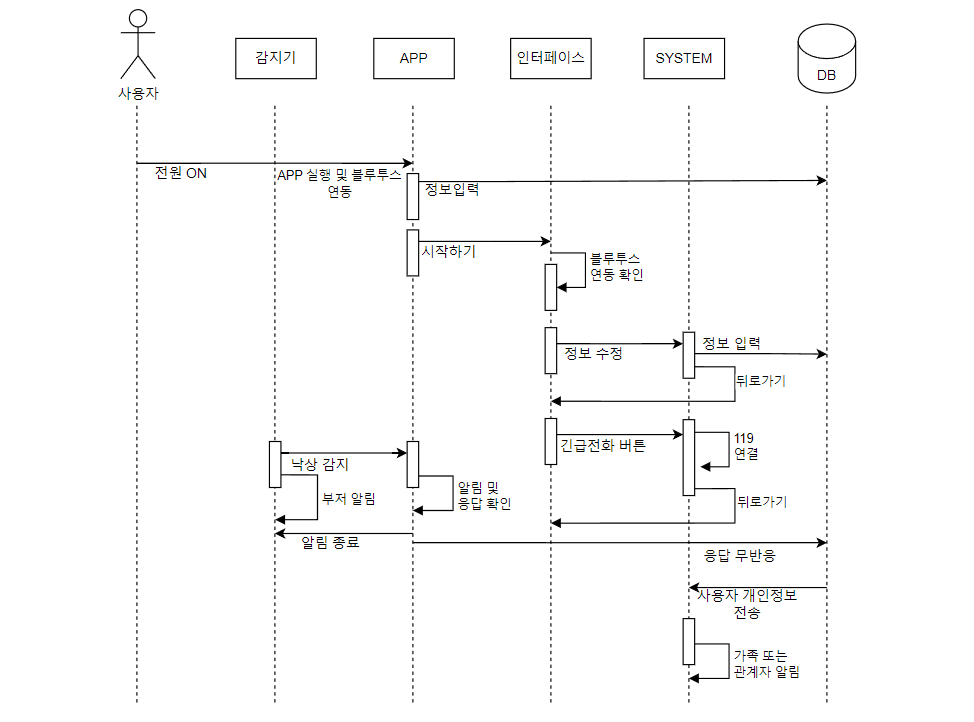 사용자
감지기
APP
인터페이스
SYSTEM
DB
전원 ON
APP 실행 및 블루투스
연동
정보입력
시작하기
블루투스
연동 확인
정보 수정
정보 입력
뒤로가기
긴급전화 버튼
119
연결
낙상 감지
부저 알림
알림 및
응답 확인
뒤로가기
알림 종료
응답 무반응
사용자 개인정보
전송
가족 또는
관계자 알림